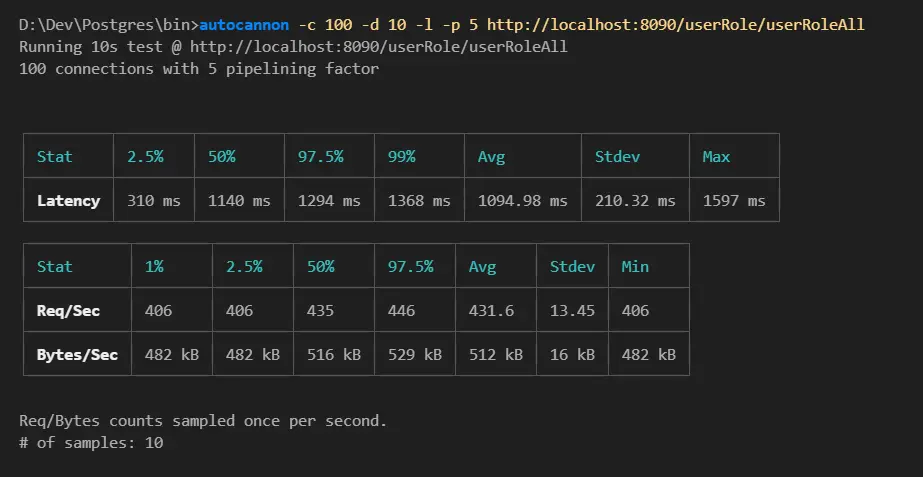 D:\Dev\Postgres\bin>autocannon -c 100 -d 10 -l -p 5 http://localhost:8090/userRole/userRoleAll
Running 10s test @ http://localhost:8090/userRole/userRoleAll
100 connections with 5 pipelining factor
Stat 2.5% 50% 97.5% 99% Avg Stdev Max
Latency 310 ms 1140 ms 1294 ms 1368 ms 1094.98 ms 210.32 ms 1597 ms
Stat 1% 2.5% 50% 97.5% Avg Stdev Min
Req/Sec 406 406 435 446 431.6 13.45 406
Bytes/Sec 482 kB 482 kB 516 kB 529 kB 512 kB 16 kB 482 kB
Req/Bytes counts sampled once per second.
# of samples: 10